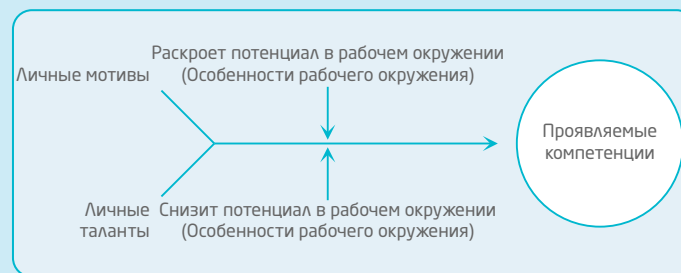 Раскроет потенциал в рабочем окружении
(Особенности рабочего окружения)
Личные мотивы
Проявляемые
компетенции
Личные
таланты
Снизит потенциал в рабочем окружении
(Особенности рабочего окружения)